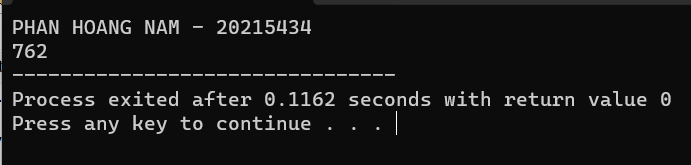 PHAN HOANG NAM - 20215434
762
--------------------------------
Process exited after 0.1162 seconds with return value 0
Press any key to continue . . .